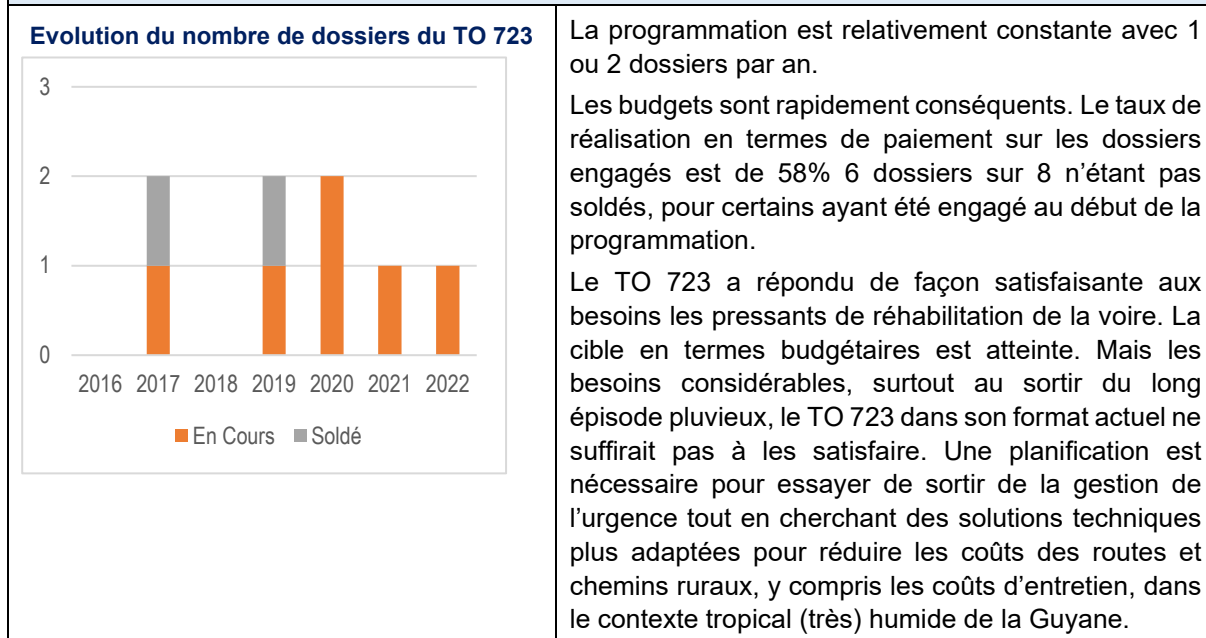 Evolution du nombre de dossiers du TO 723
3
2
1
0
2016 2017 2018 2019 2020 2021 2022
En Cours Soldé
La programmation est relativement constante avec 1
ou 2 dossiers par an.
Les budgets sont rapidement conséquents. Le taux de
réalisation en termes de paiement sur les dossiers
engagés est de 58% 6 dossiers sur 8 n’étant pas
soldés, pour certains ayant été engagé au début de la
programmation.
Le TO 723 a répondu de façon satisfaisante aux
besoins les pressants de réhabilitation de la voire. La
cible en termes budgétaires est atteinte. Mais les
besoins considérables, surtout au sortir du long
épisode pluvieux, le TO 723 dans son format actuel ne
suffirait pas à les satisfaire. Une planification est
nécessaire pour essayer de sortir de la gestion de
l’urgence tout en cherchant des solutions techniques
plus adaptées pour réduire les coûts des routes et
chemins ruraux, y compris les coûts d’entretien, dans
le contexte tropical (très) humide de la Guyane.